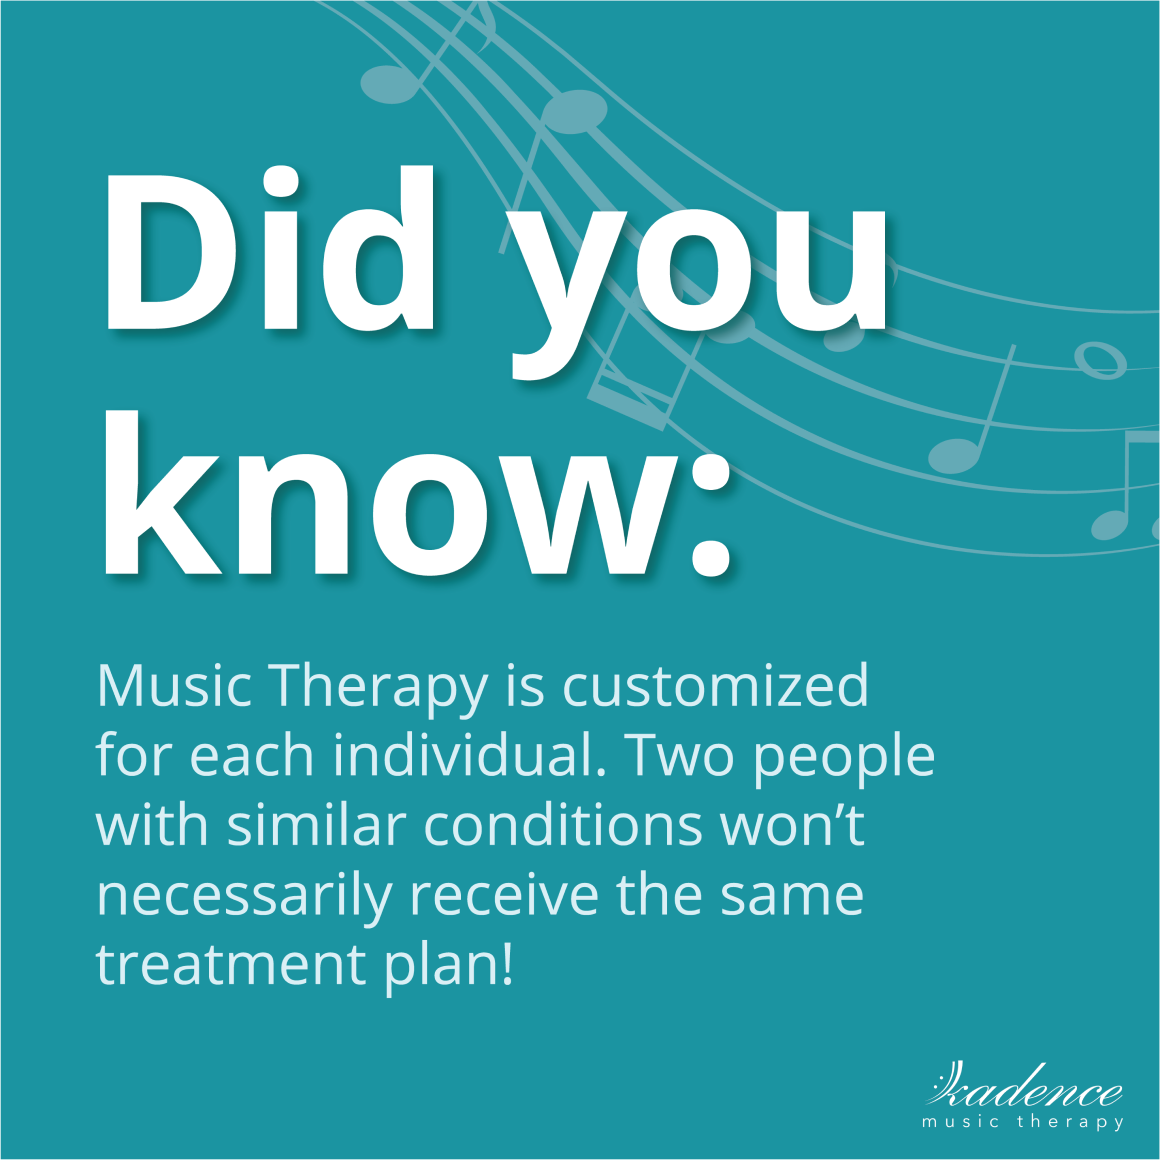 Did you
know:
Music Therapy is customized
for each individual. Two people
with similar conditions won’t
necessarily receive the same
treatment plan!
kadence
music therapy